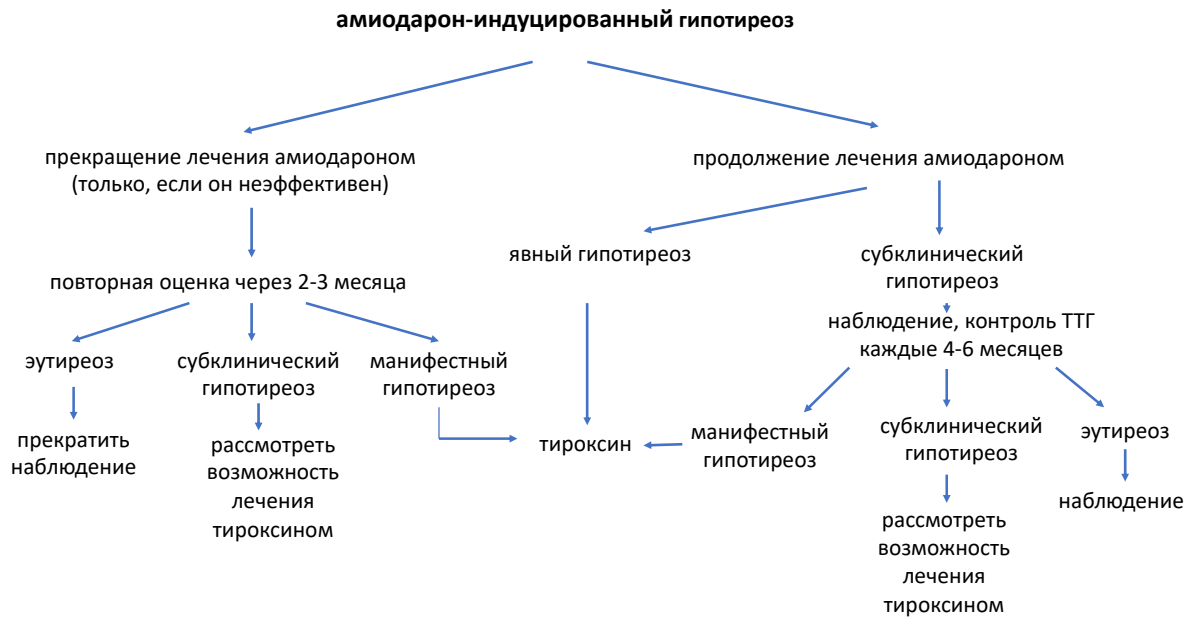 амиодарон-индуцированный гипотиреоз
прекращение лечения амиодароном
(только, если он неэффективен)
продолжение лечения амиодароном
повторная оценка через 2-3 месяца
явный гипотиреоз
субклинический
гипотиреоз
наблюдение, контроль ТТГ
каждые 4-6 месяцев
эутиреоз
субклинический
гипотиреоз
манифестный
гипотиреоз
прекратить
наблюдение
рассмотреть
возможность
лечения
тироксином
тироксин
манифестный
гипотиреоз
субклинический
гипотиреоз
эутиреоз
наблюдение
рассмотреть
возможность
лечения
тироксином